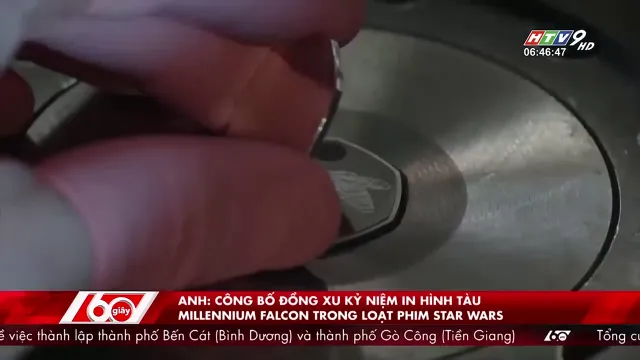 HTV9 HD
06:46:47
60 giây
ANH: CÔNG BỐ ĐỒNG XU KỶ NIỆM IN HÌNH TÀU
MILLENNIUM FALCON TRONG LOẠT PHIM STAR WARS
ề việc thành lập thành phố Bến Cát (Bình Dương) và thành phố Gò Công (Tiền Giang) 60 Tổng c